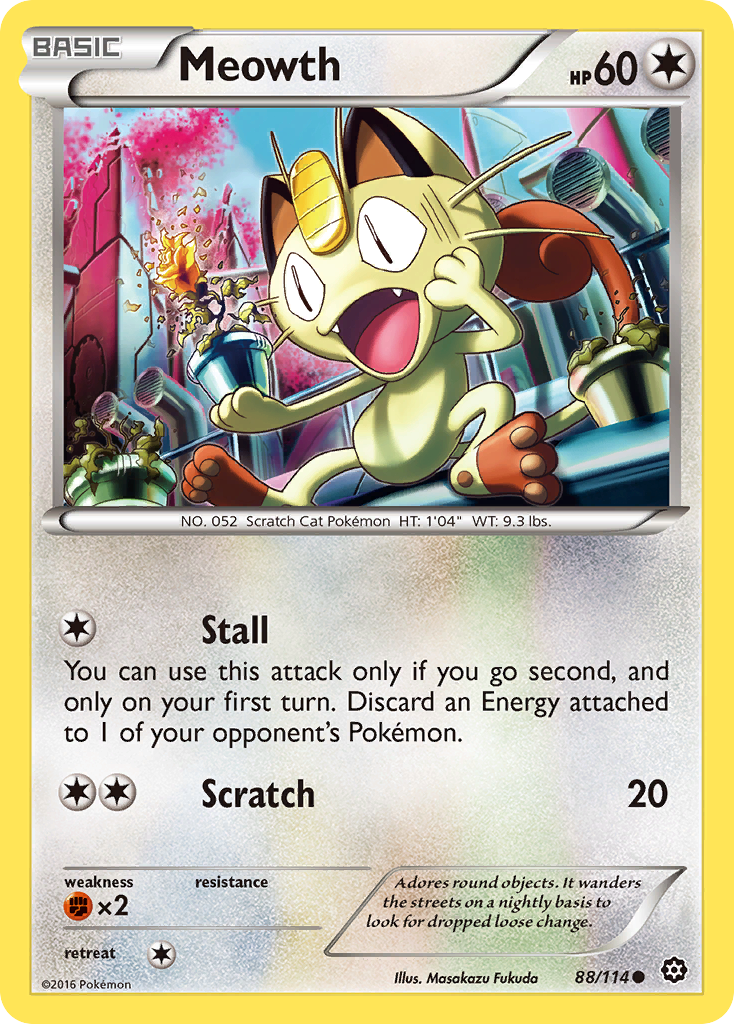 BASIC
Meowth
HP60
NO. 052 Scratch Cat Pokémon HT: 1'04" WT: 9.3 lbs.
Stall
You can use this attack only if you go second, and
only on your first turn. Discard an Energy attached
to 1 of your opponent's Pokémon.
Scratch 20
weakness resistance
×2
Adores round objects. It wanders
the streets on a nightly basis to
look for dropped loose change.
retreat
©2016 Pokémon
Illus. Masakazu Fukuda
88/114